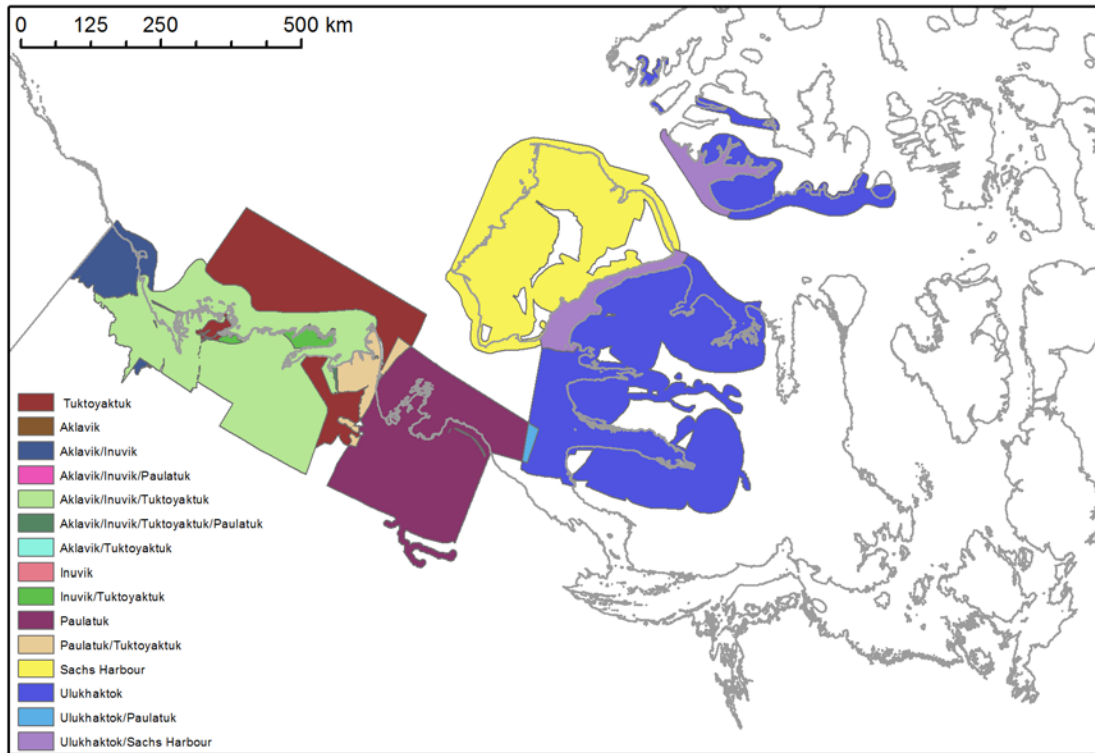 0 125 250 500 km
Tuktoyaktuk
Aklavik
Aklavik/Inuvik
Aklavik/Inuvik/Paulatuk
Aklavik/Inuvik/Tuktoyaktuk
Aklavik/Inuvik/Tuktoyaktuk/Paulatuk
Aklavik/Tuktoyaktuk
Inuvik
Inuvik/Tuktoyaktuk
Paulatuk
Paulatuk/Tuktoyaktuk
Sachs Harbour
Ulukhaktok
Ulukhaktok/Paulatuk
Ulukhaktok/Sachs Harbour